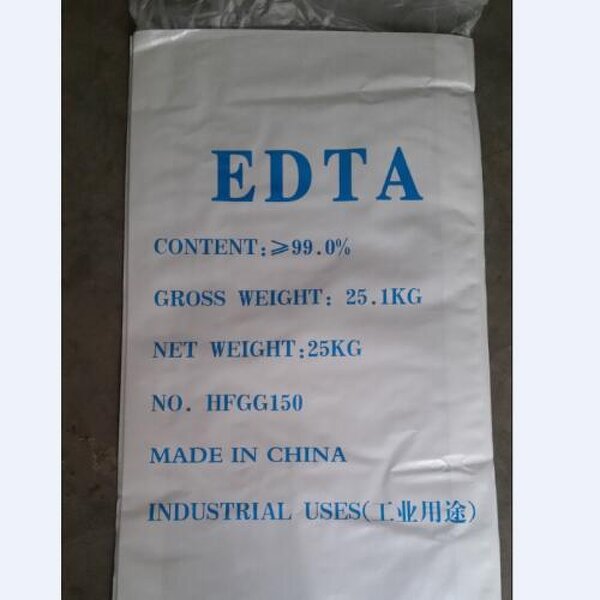 EDTA
CONTENT:≥99.0%
GROSS WEIGHT: 25.1KG
NET WEIGHT:25KG
NO. HFGG150
MADE IN CHINA
INDUSTRIAL USES(工业用途)